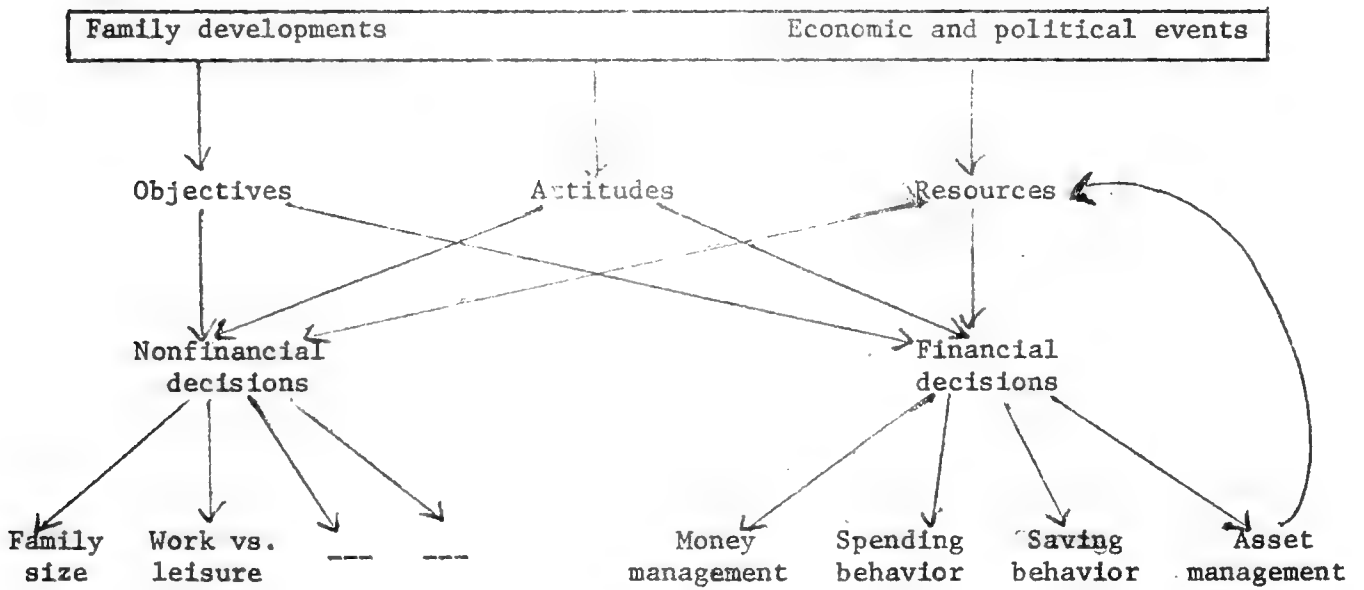 Family developments Economic and political events
Objectives Attitudes Resources
Nonfinancial Financial
decisions decisions
Family Work vs. --- --- Money Spending Saving Asset
size leisure management behavior behavior management